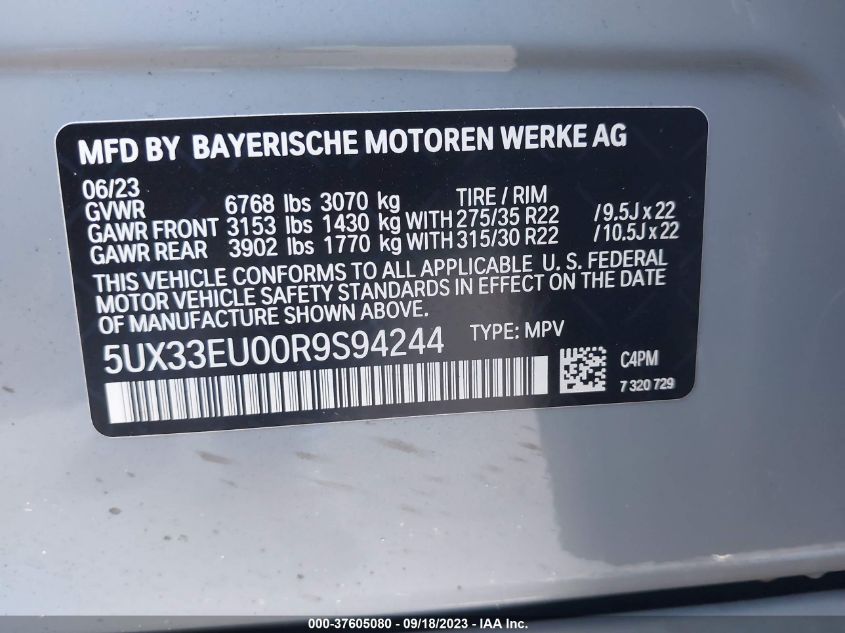 MFD BY BAYERISCHE MOTOREN WERKE AG
06/23
GVWR 6768 lbs 3070 kg TIRE / RIM
GAWR FRONT 3153 lbs 1430 kg WITH 275/35 R22 /9.5J x 22
GAWR REAR 3902 lbs 1770 kg WITH 315/30 R22 /10.5J x 22
THIS VEHICLE CONFORMS TO ALL APPLICABLE U. S. FEDERAL
MOTOR VEHICLE SAFETY STANDARDS IN EFFECT ON THE DATE
OF MANUFACTURE SHOWN ABOVE.
5UX33EU00R9S94244 TYPE: MPV
C4PM
7 320 729
000-37605080 - 09/18/2023 - IAAI Inc.